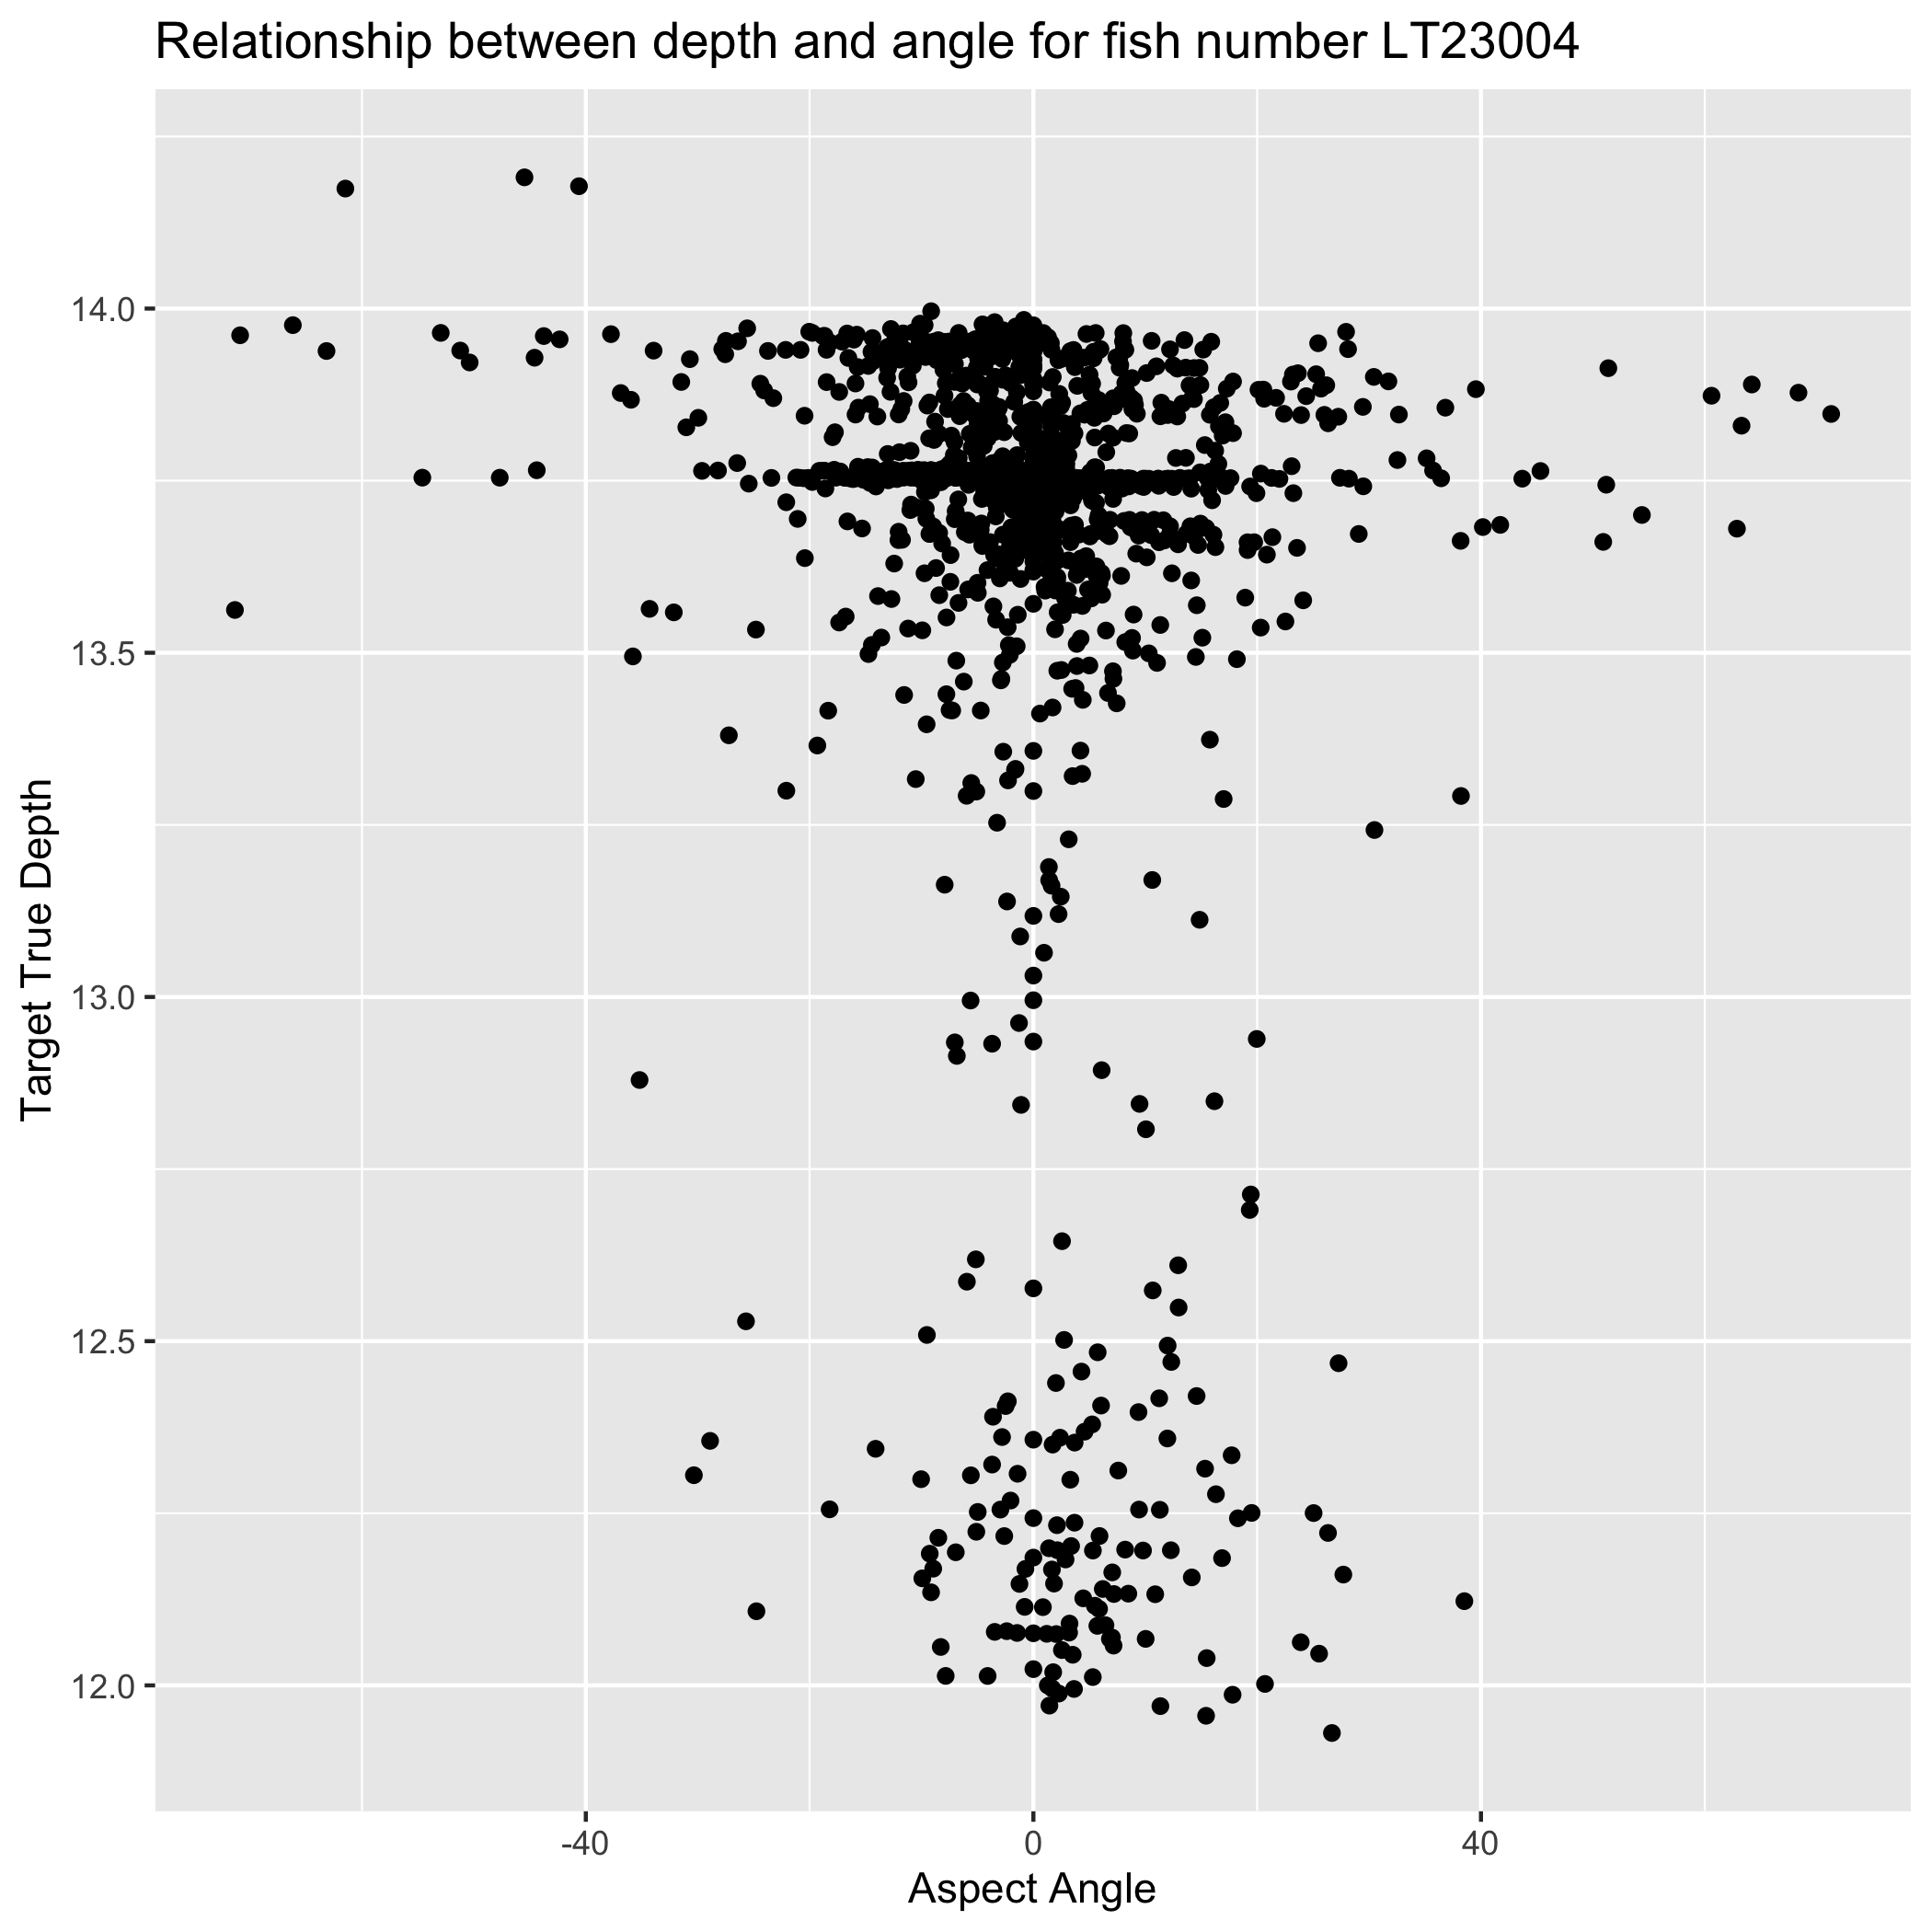 Relationship between depth and angle for fish number LT23004
Target True Depth
14.0
13.5
13.0
12.5
12.0
-40
0
40
Aspect Angle